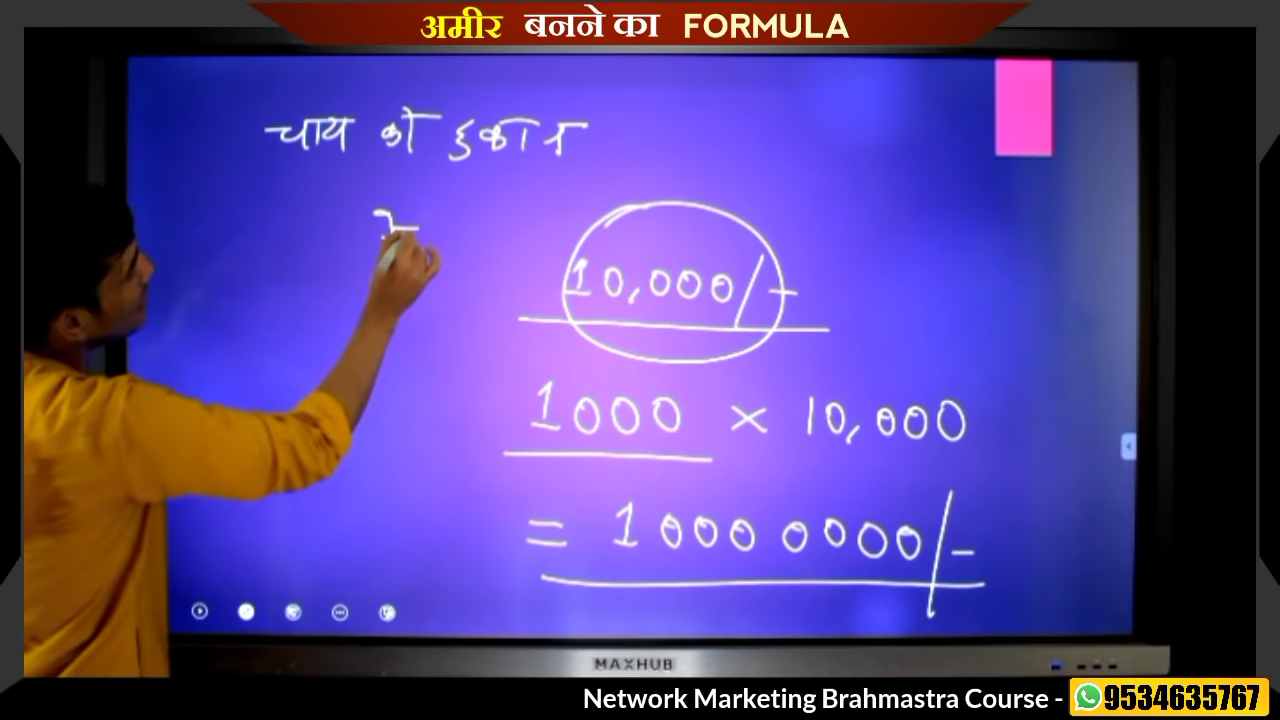 अमीर बनने का FORMULA
चाय की दुकान
10,000/-
1000 × 10,000
= 1000 0000/-
MAXHUB
Network Marketing Brahmastra Course - 9534635767